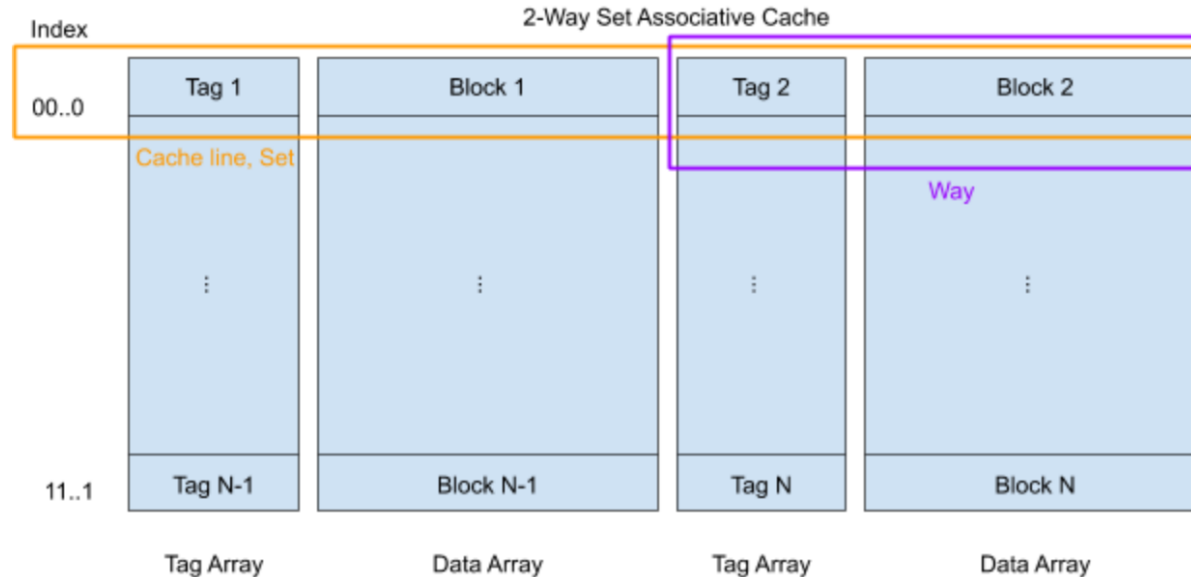 2-Way Set Associative Cache
Index
00..0
Tag 1
Block 1
Tag 2
Block 2
Cache line, Set
Way
⋮
⋮
⋮
⋮
11..1
Tag N-1
Block N-1
Tag N
Block N
Tag Array
Data Array
Tag Array
Data Array